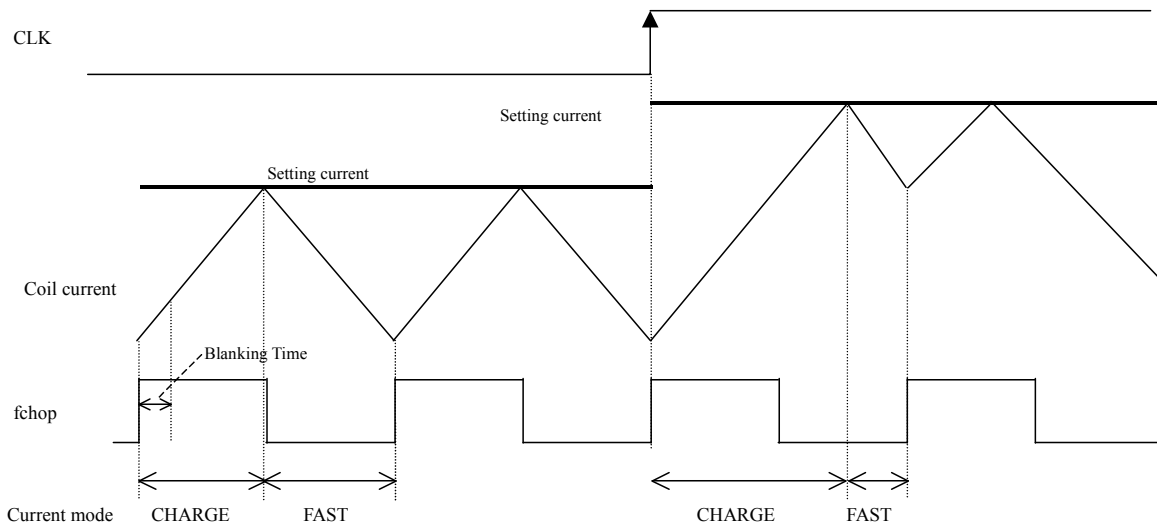 CLK
Setting current
Setting current
Coil current
Blanking Time
fchop
Current mode CHARGE FAST CHARGE FAST